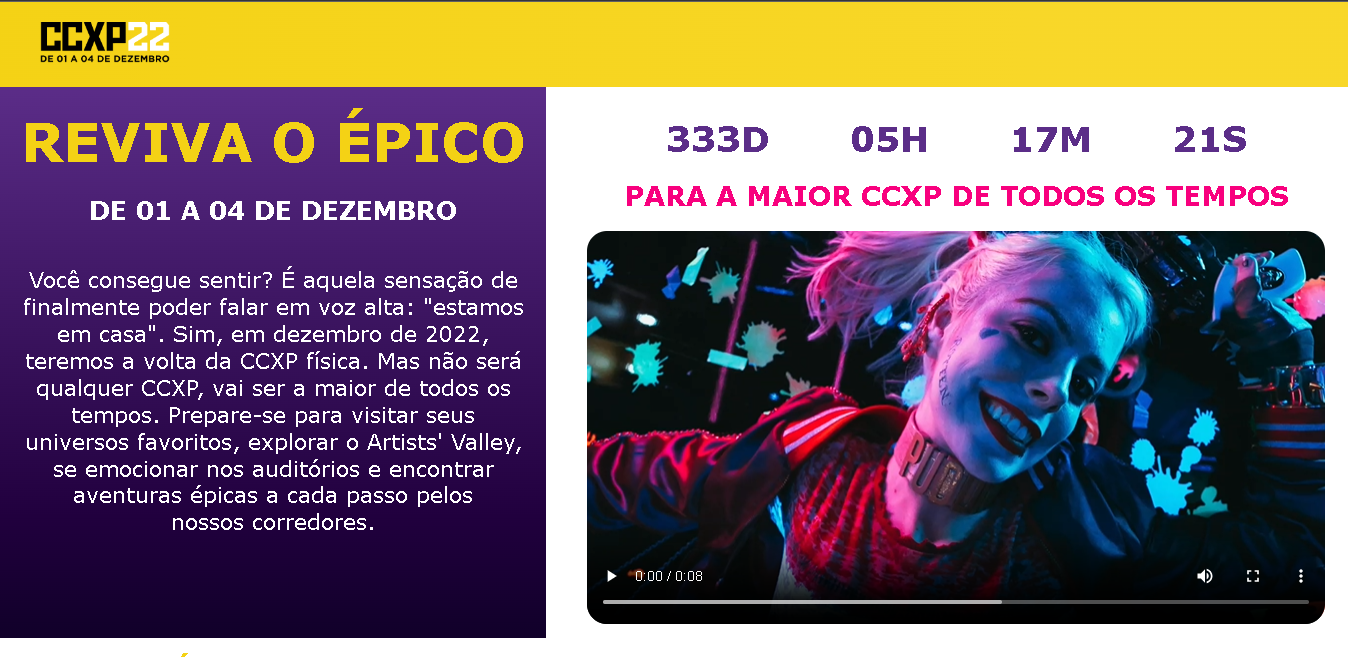 CCXP22
DE 01 A 04 DE DEZEMBRO
REVIVA O ÉPICO
DE 01 A 04 DE DEZEMBRO
Você consegue sentir? É aquela sensação de
finalmente poder falar em voz alta: "estamos
em casa". Sim, em dezembro de 2022,
teremos a volta da CCXP física. Mas não será
qualquer CCXP, vai ser a maior de todos os
tempos. Prepare-se para visitar seus
universos favoritos, explorar o Artists' Valley,
se emocionar nos auditórios e encontrar
aventuras épicas a cada passo pelos
nossos corredores.
333D 05H 17M 21S
PARA A MAIOR CCXP DE TODOS OS TEMPOS
0:00 / 0:08